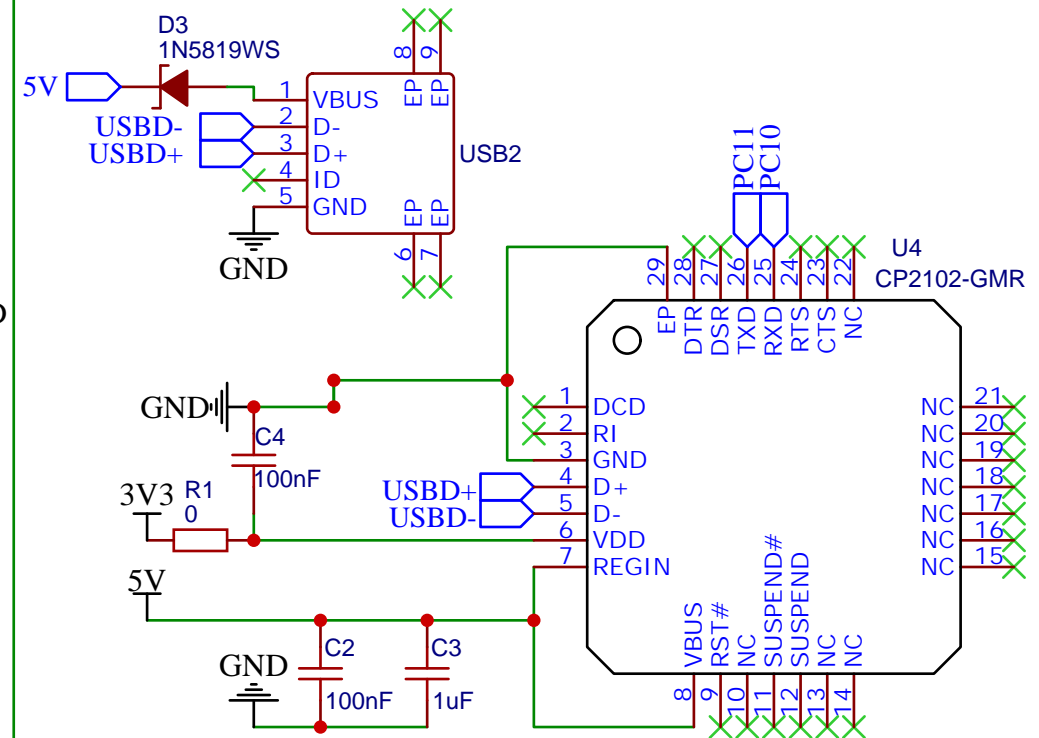 D3
1N5819WS
5V
USBD-
USBD+
1 VBUS
2 D-
3 D+
4 ID
5 GND
8 EP
9 EP
6 EP
7 EP
USB2
GND
PC11
PC10
U4
CP2102-GMR
29 EP
28 DTR
27 DSR
26 TXD
25 RXD
24 RTS
23 CTS
22 NC
GND
C4
100nF
3V3
R1
0
USBD+
USBD-
1 DCD
2 RI
3 GND
4 D+
5 D-
6 VDD
7 REGIN
NC 21
NC 20
NC 19
NC 18
NC 17
NC 16
NC 15
5V
GND
C2
100nF
C3
1uF
VBUS 8
RST# 9
NC 10
SUSPEND# 11
SUSPEND 12
NC 13
NC 14